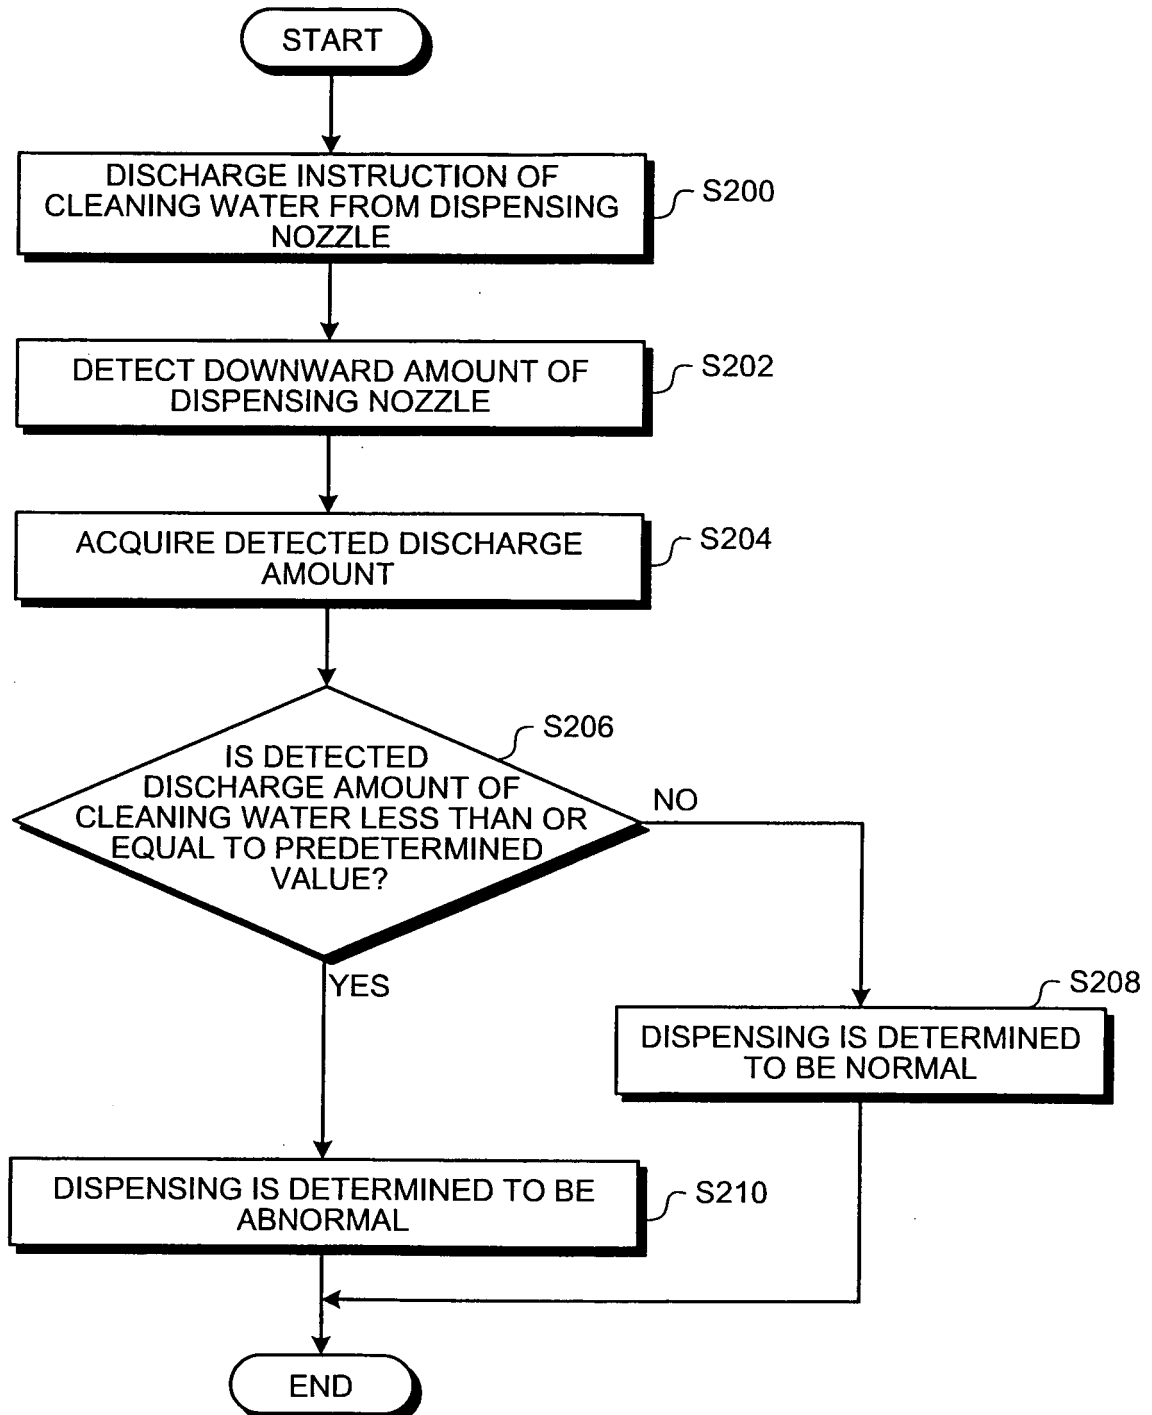 START
DISCHARGE INSTRUCTION OF
CLEANING WATER FROM DISPENSING
NOZZLE
S200
DETECT DOWNWARD AMOUNT OF
DISPENSING NOZZLE
S202
ACQUIRE DETECTED DISCHARGE
AMOUNT
S204
IS DETECTED
DISCHARGE AMOUNT OF
CLEANING WATER LESS THAN OR
EQUAL TO PREDETERMINED
VALUE?
S206
NO
YES
DISPENSING IS DETERMINED
TO BE NORMAL
S208
DISPENSING IS DETERMINED TO BE
ABNORMAL
S210
END